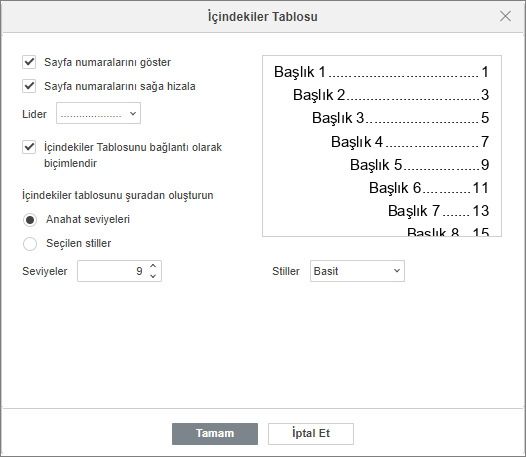 İçindekiler Tablosu
Sayfa numaralarını göster
Sayfa numaralarını sağa hizala
Lider ....................
İçindekiler Tablosunu bağlantı olarak
biçimlendir
İçindekiler tablosunu şuradan oluşturun
Anahat seviyeleri
Seçilen stiller
Seviyeler 9
Başlık 1 ........................................ 1
Başlık 2 ................................... 3
Başlık 3 .............................. 5
Başlık 4 ......................... 7
Başlık 5 .................... 9
Başlık 6 ............ 11
Başlık 7 ....... 13
Başlık 8 .. 15
Stiller Basit
Tamam
İptal Et